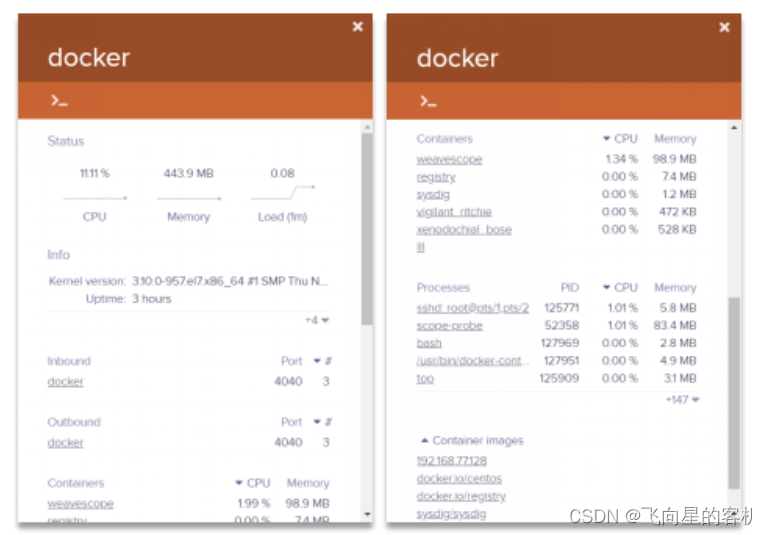 docker
>_
Status
11.11 % 443.9 MB 0.08
CPU Memory Load (1m)
Info
Kernel version: 3.10.0-957.el7.x86_64 #1 SMP Thu N...
Uptime: 3 hours
+4
Inbound Port
docker 4040 3
Outbound Port
docker 4040 3
Containers CPU Memory
weavescope 1.99 % 98.9 MB
registry 0.00 % 7.4 MB
docker
>_
Containers CPU Memory
weavescope 1.34 % 98.9 MB
registry 0.00 % 7.4 MB
sysdig 0.00 % 1.2 MB
vigilant_ritchie 0.00 % 472 KB
xenodochial_bose 0.00 % 528 KB
lll
Processes PID CPU Memory
sshd: root@pts/1,pts/2 125771 1.01 % 5.8 MB
scope-probe 52358 1.01 % 83.4 MB
bash 127969 0.00 % 2.8 MB
/usr/bin/docker-cont... 127951 0.00 % 4.9 MB
top 125909 0.00 % 3.1 MB
+147
Container images
192.168.77.128
docker.io/centos
docker.io/registry
sysdig/sysdig
CSDN @飞向星的客机